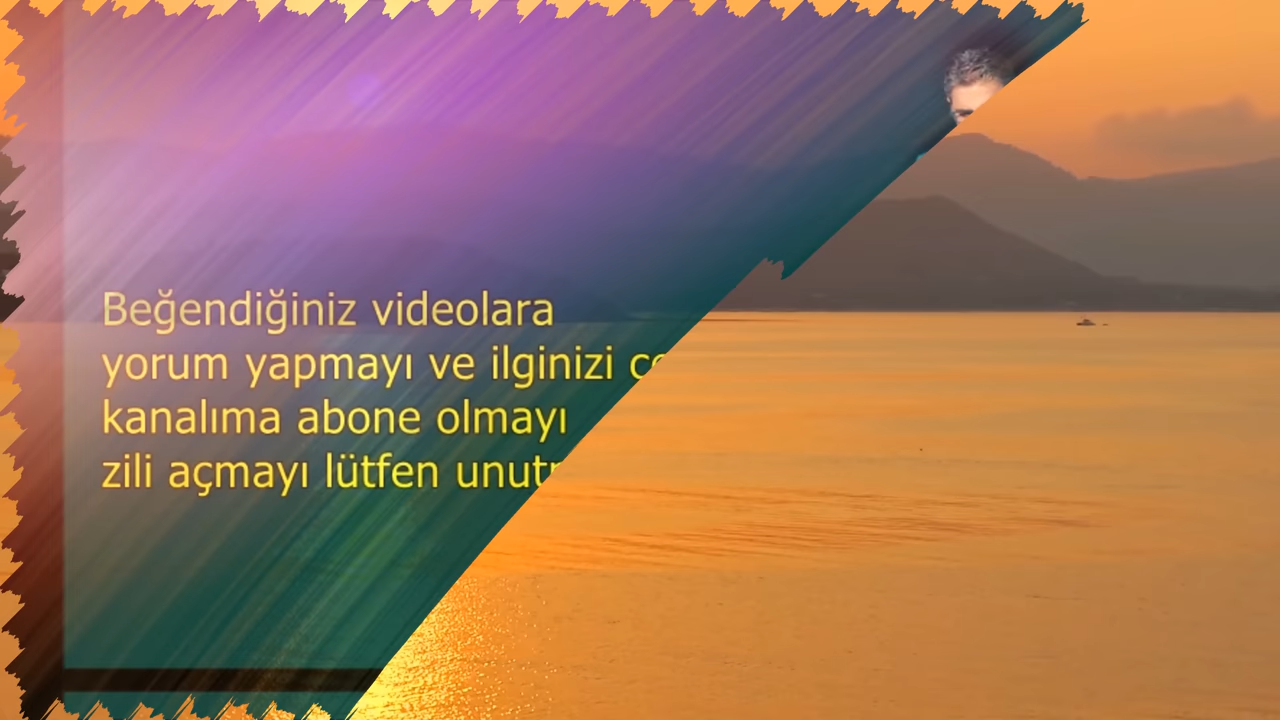 Beğendiğiniz videolara
yorum yapmayı ve ilginizi
kanalıma abone olmayı
zili açmayı lütfen